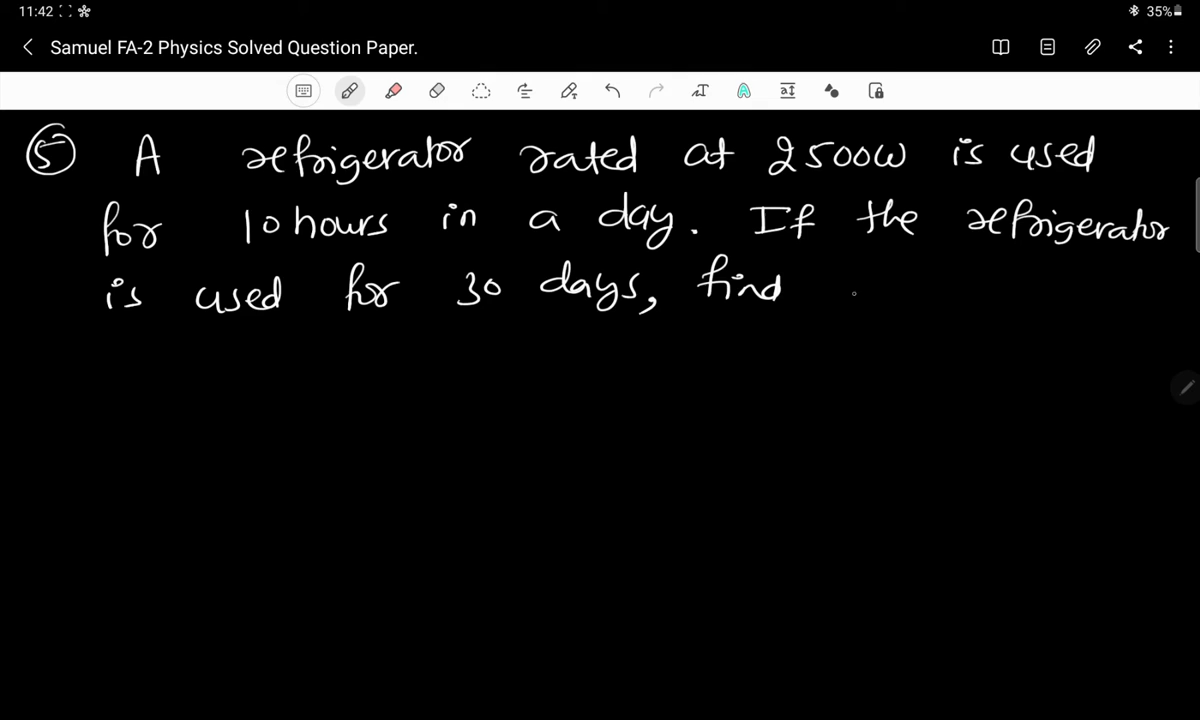 11:42
35%
Samuel FA-2 Physics Solved Question Paper.
5 A refrigerator rated at 2500W is used
for 10 hours in a day. If the refrigerator
is used for 30 days, find